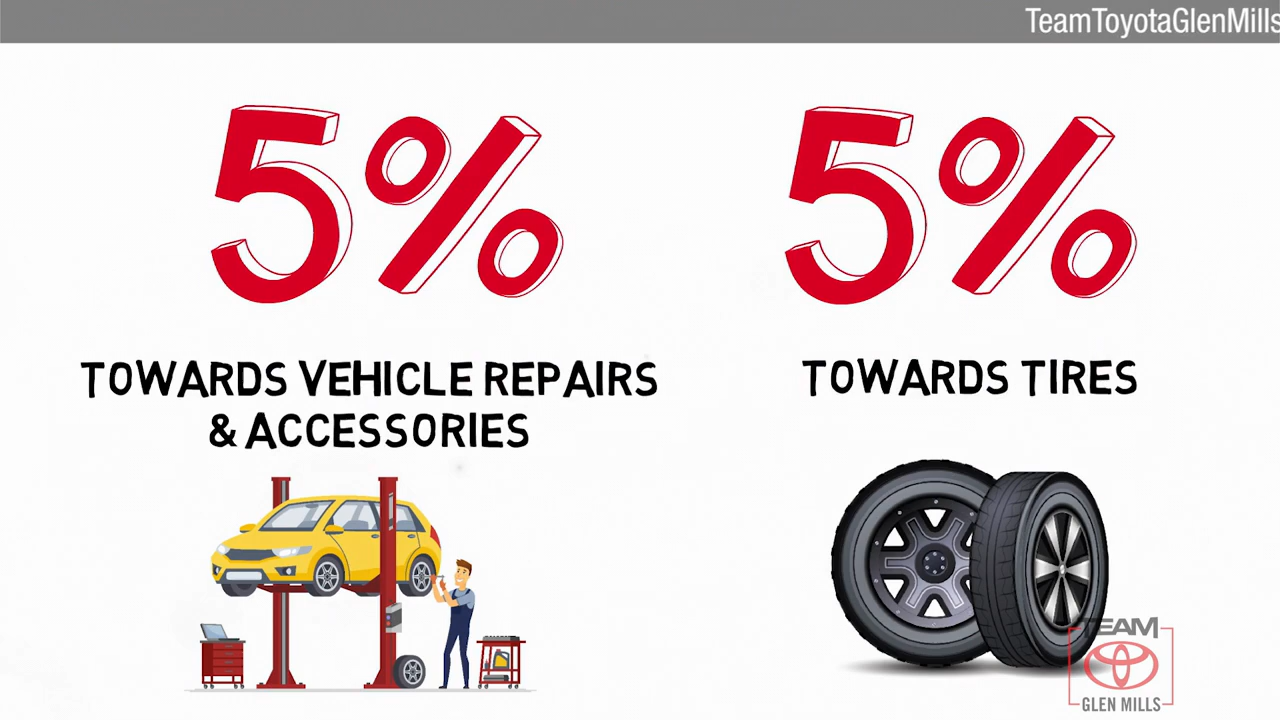 TeamToyotaGlenMills
5% 5%
TOWARDS VEHICLE REPAIRS
& ACCESSORIES
TOWARDS TIRES
TEAM
GLEN MILLS